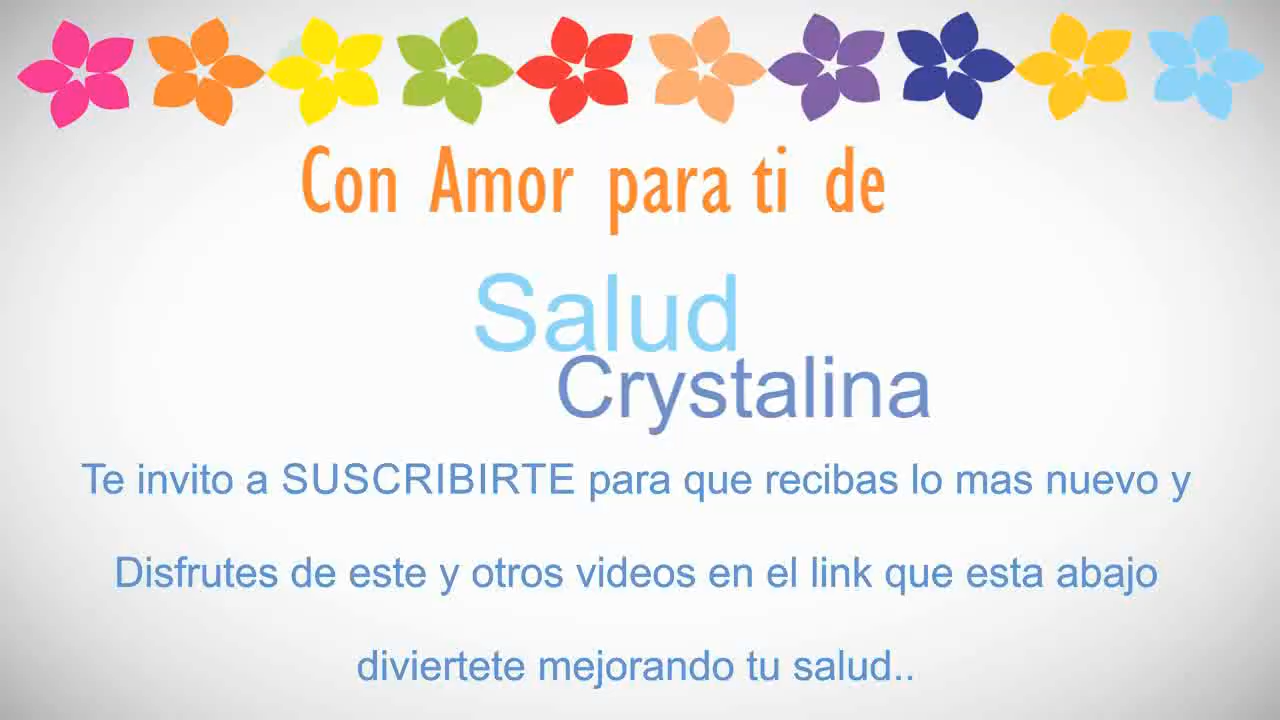 Con Amor para ti de
Salud
Crystalina
Te invito a SUSCRIBIRTE para que recibas lo mas nuevo y
Disfrutes de este y otros videos en el link que esta abajo
diviertete mejorando tu salud..